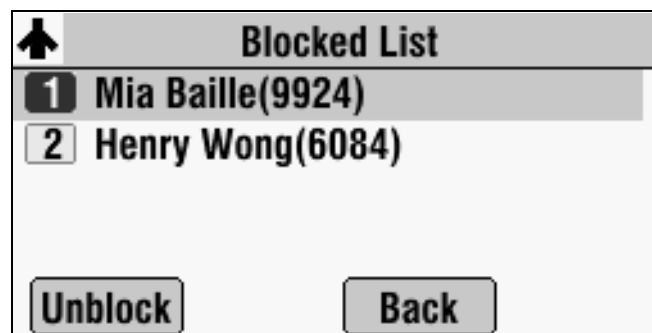 Blocked List
1 Mia Baille(9924)
2 Henry Wong(6084)
Unblock Back